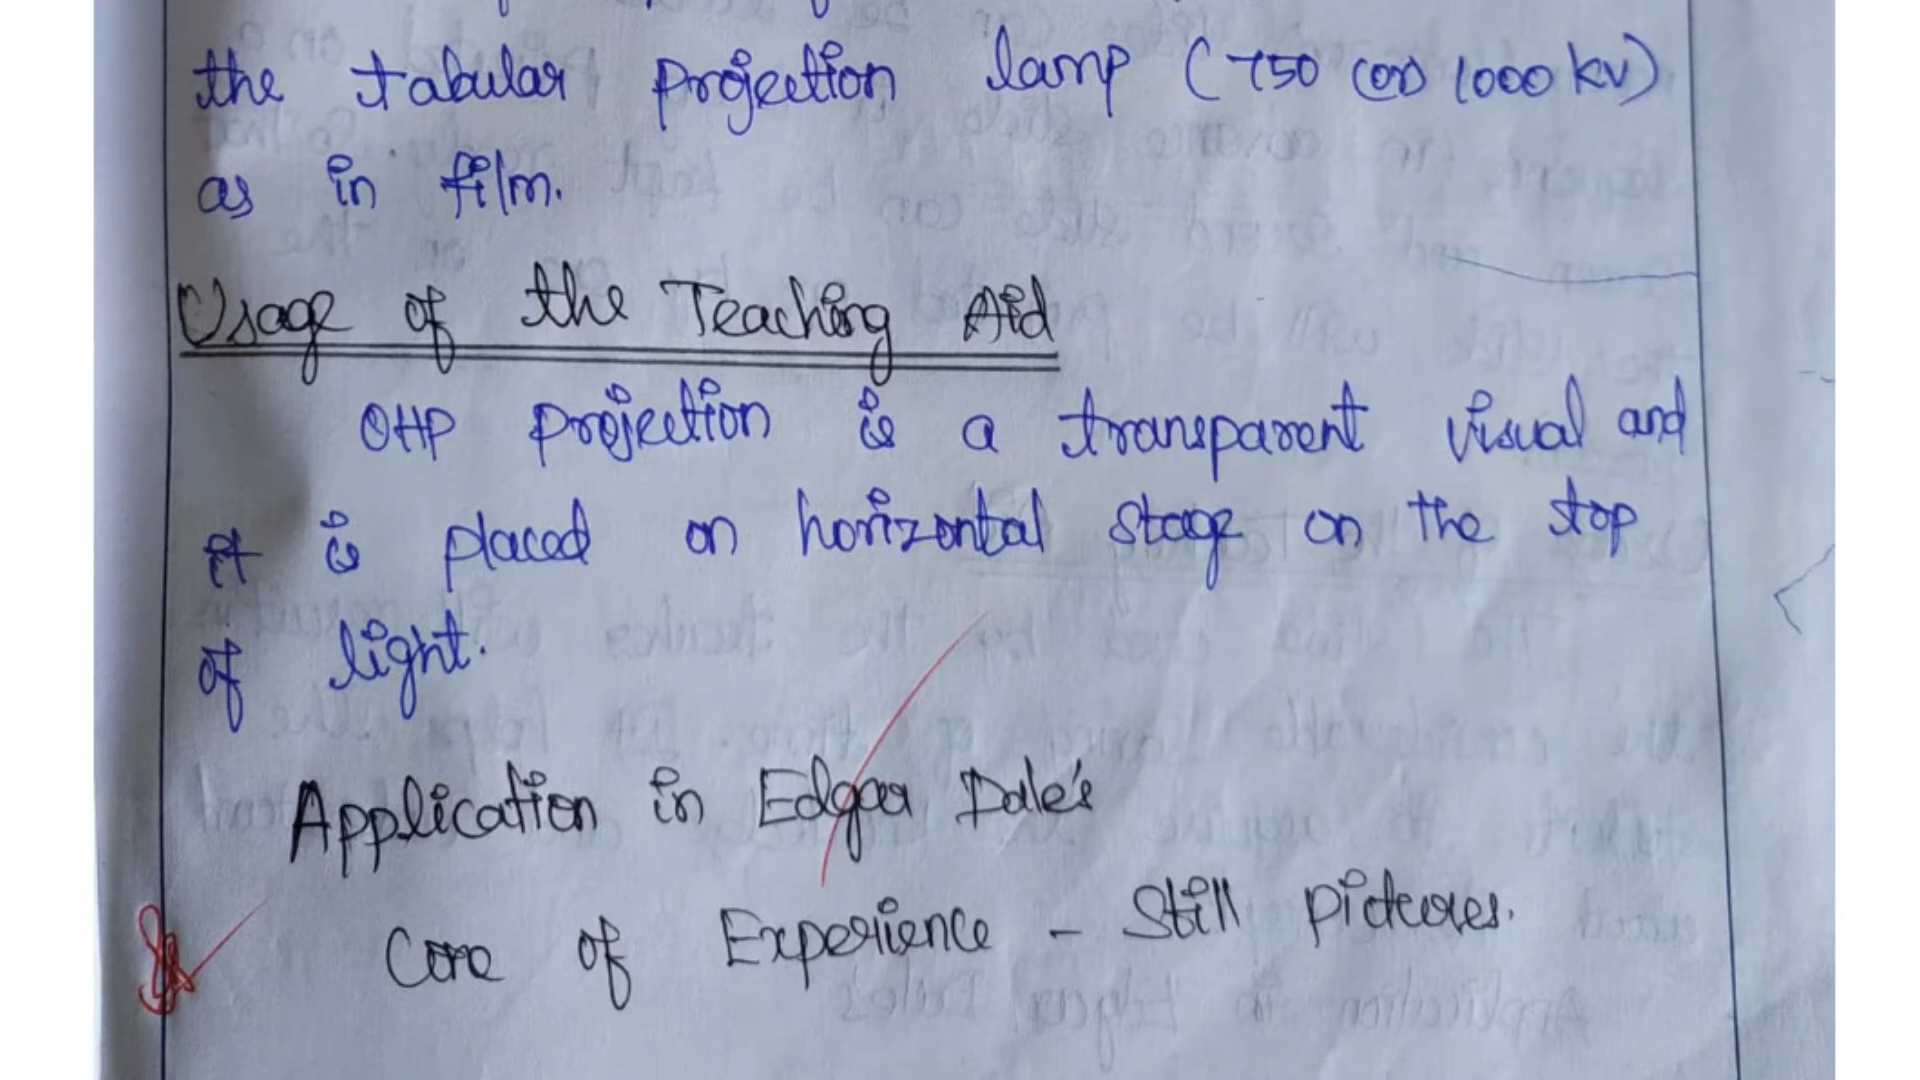 the tabular projection lamp (750 (or) 1000 kv)
as in film.
Usage of the Teaching Aid
OHP projection is a transparent visual and
it is placed on horizontal stage on the stop
of light.
Application in Edgar Dale's
Cone of Experience - Still pictures.